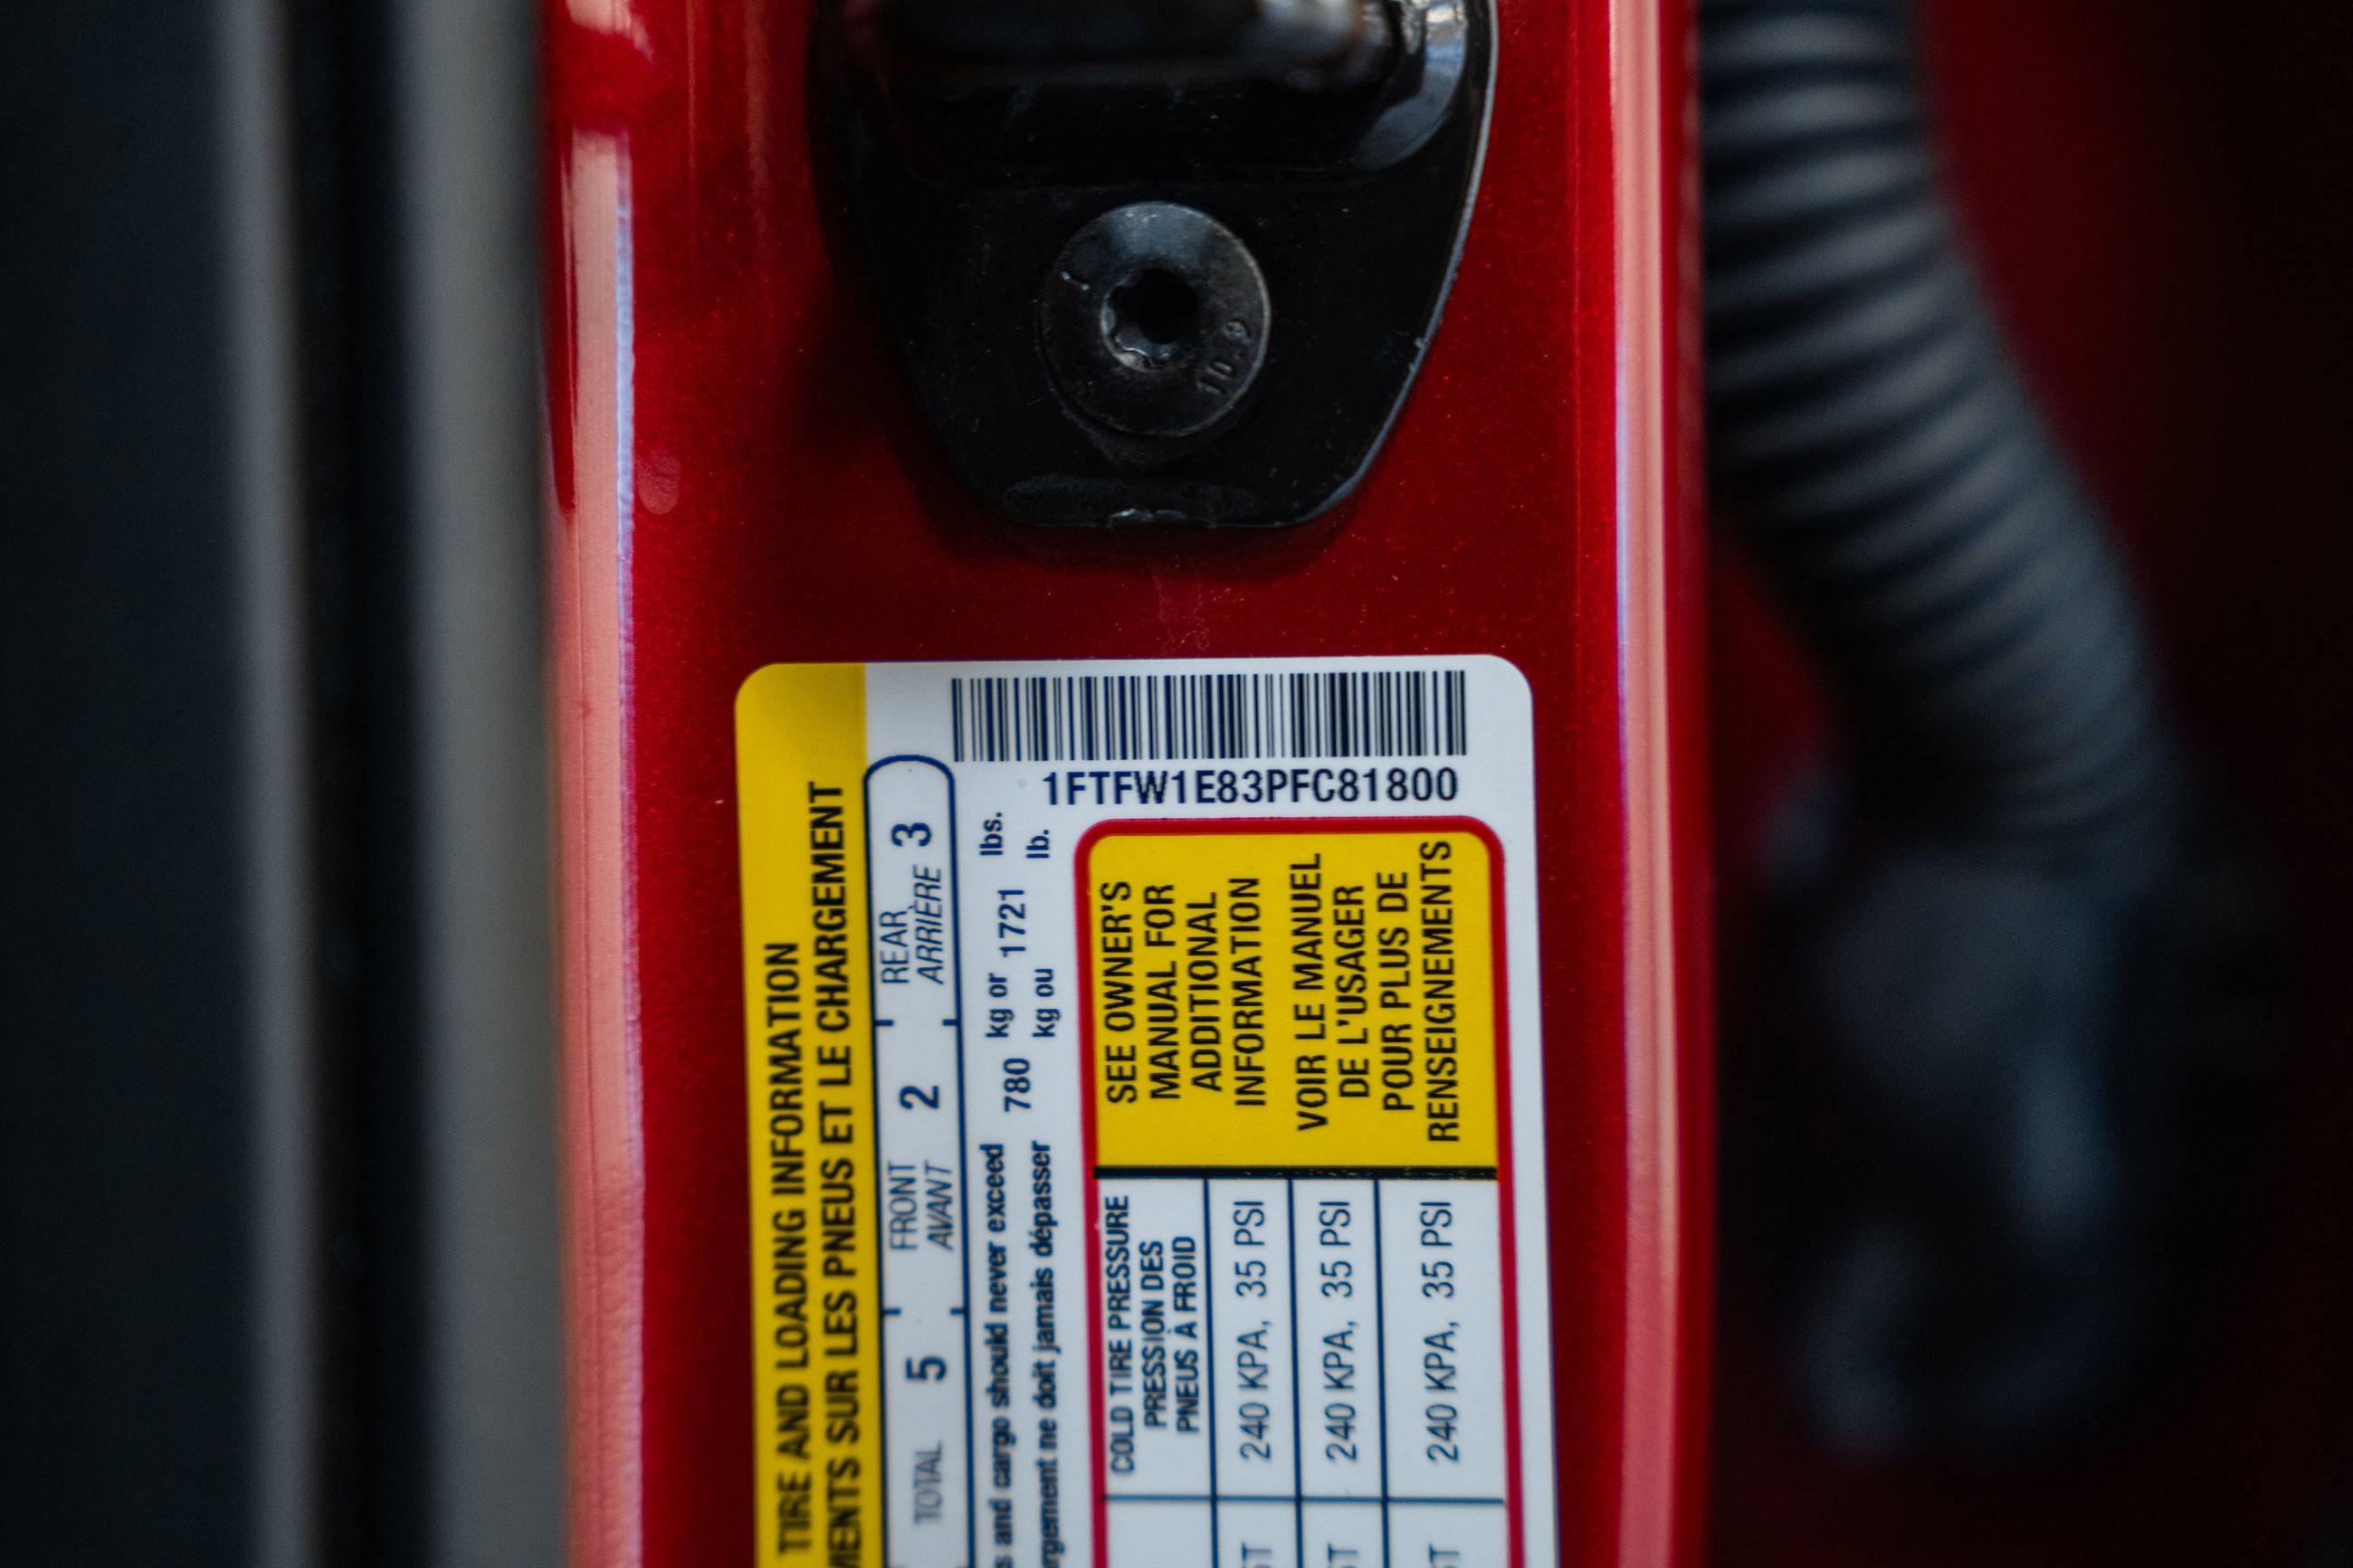 10.9
1FTFW1E83PFC81800
TIRE AND LOADING INFORMATION
MENTS SUR LES PNEUS ET LE CHARGEMENT
TOTAL 5
FRONT
AVANT 2
REAR
ARRIÈRE 3
s and cargo should never exceed 780 kg or 1721 lbs.
rgement ne doit jamais dépasser kg ou lb.
COLD TIRE PRESSURE
PRESSION DES
PNEUS À FROID
240 KPA, 35 PSI
240 KPA, 35 PSI
240 KPA, 35 PSI
SEE OWNER'S
MANUAL FOR
ADDITIONAL
INFORMATION
VOIR LE MANUEL
DE L'USAGER
POUR PLUS DE
RENSEIGNEMENTS